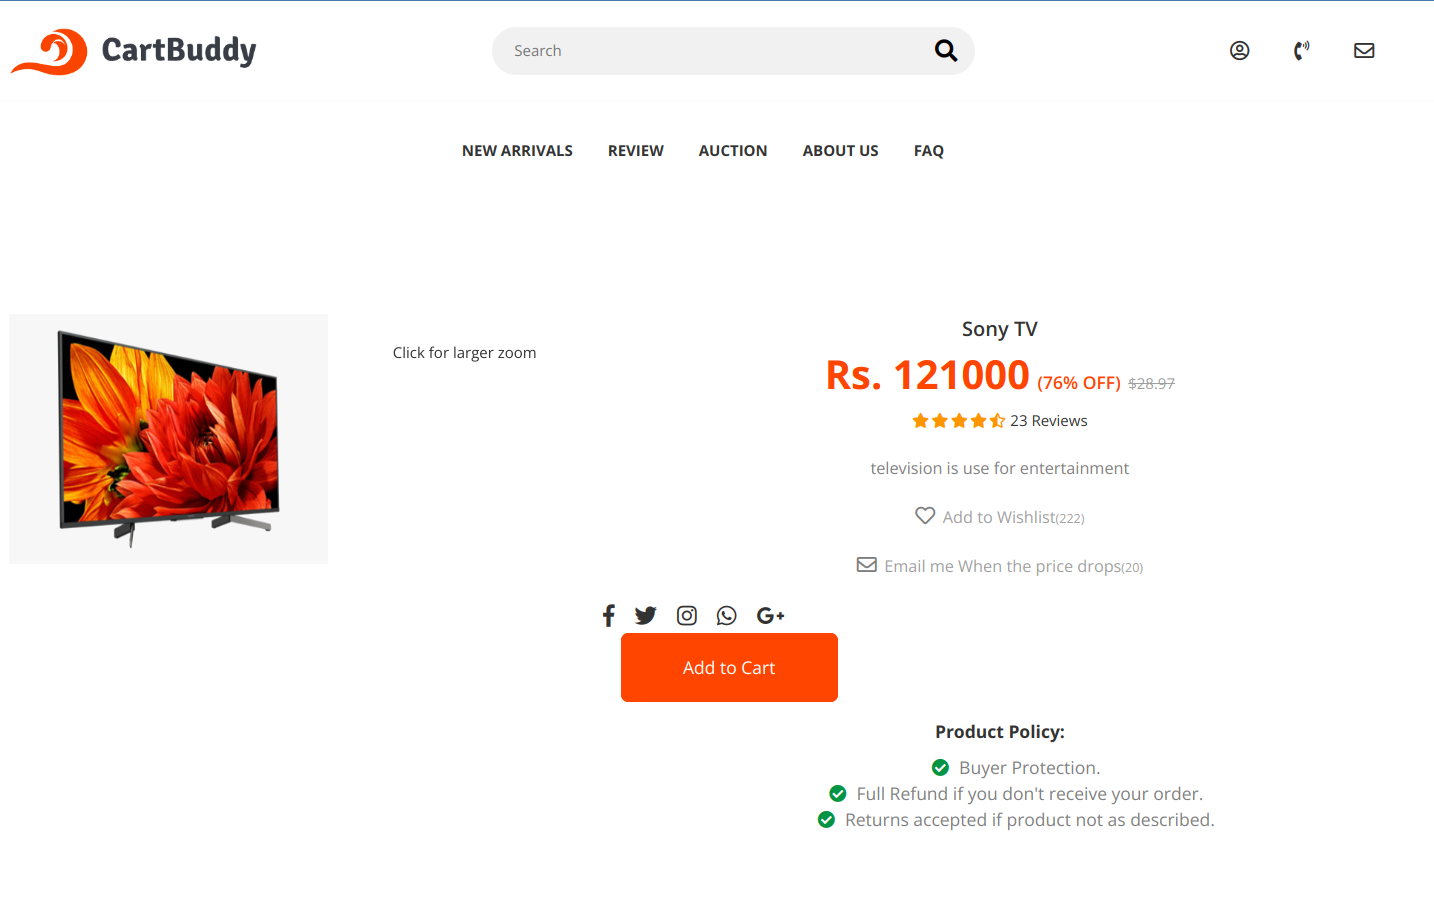 CartBuddy
Search
NEW ARRIVALS REVIEW AUCTION ABOUT US FAQ
Click for larger zoom
Sony TV
Rs. 121000 (76% OFF) $28.97
23 Reviews
television is use for entertainment
Add to Wishlist(222)
Email me When the price drops(20)
Add to Cart
Product Policy:
Buyer Protection.
Full Refund if you don't receive your order.
Returns accepted if product not as described.